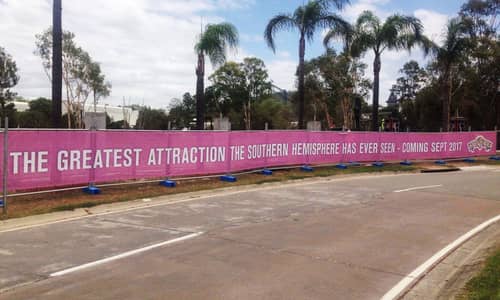 THE GREATEST ATTRACTION THE SOUTHERN HEMISPHERE HAS EVER SEEN - COMING SEPT 2017